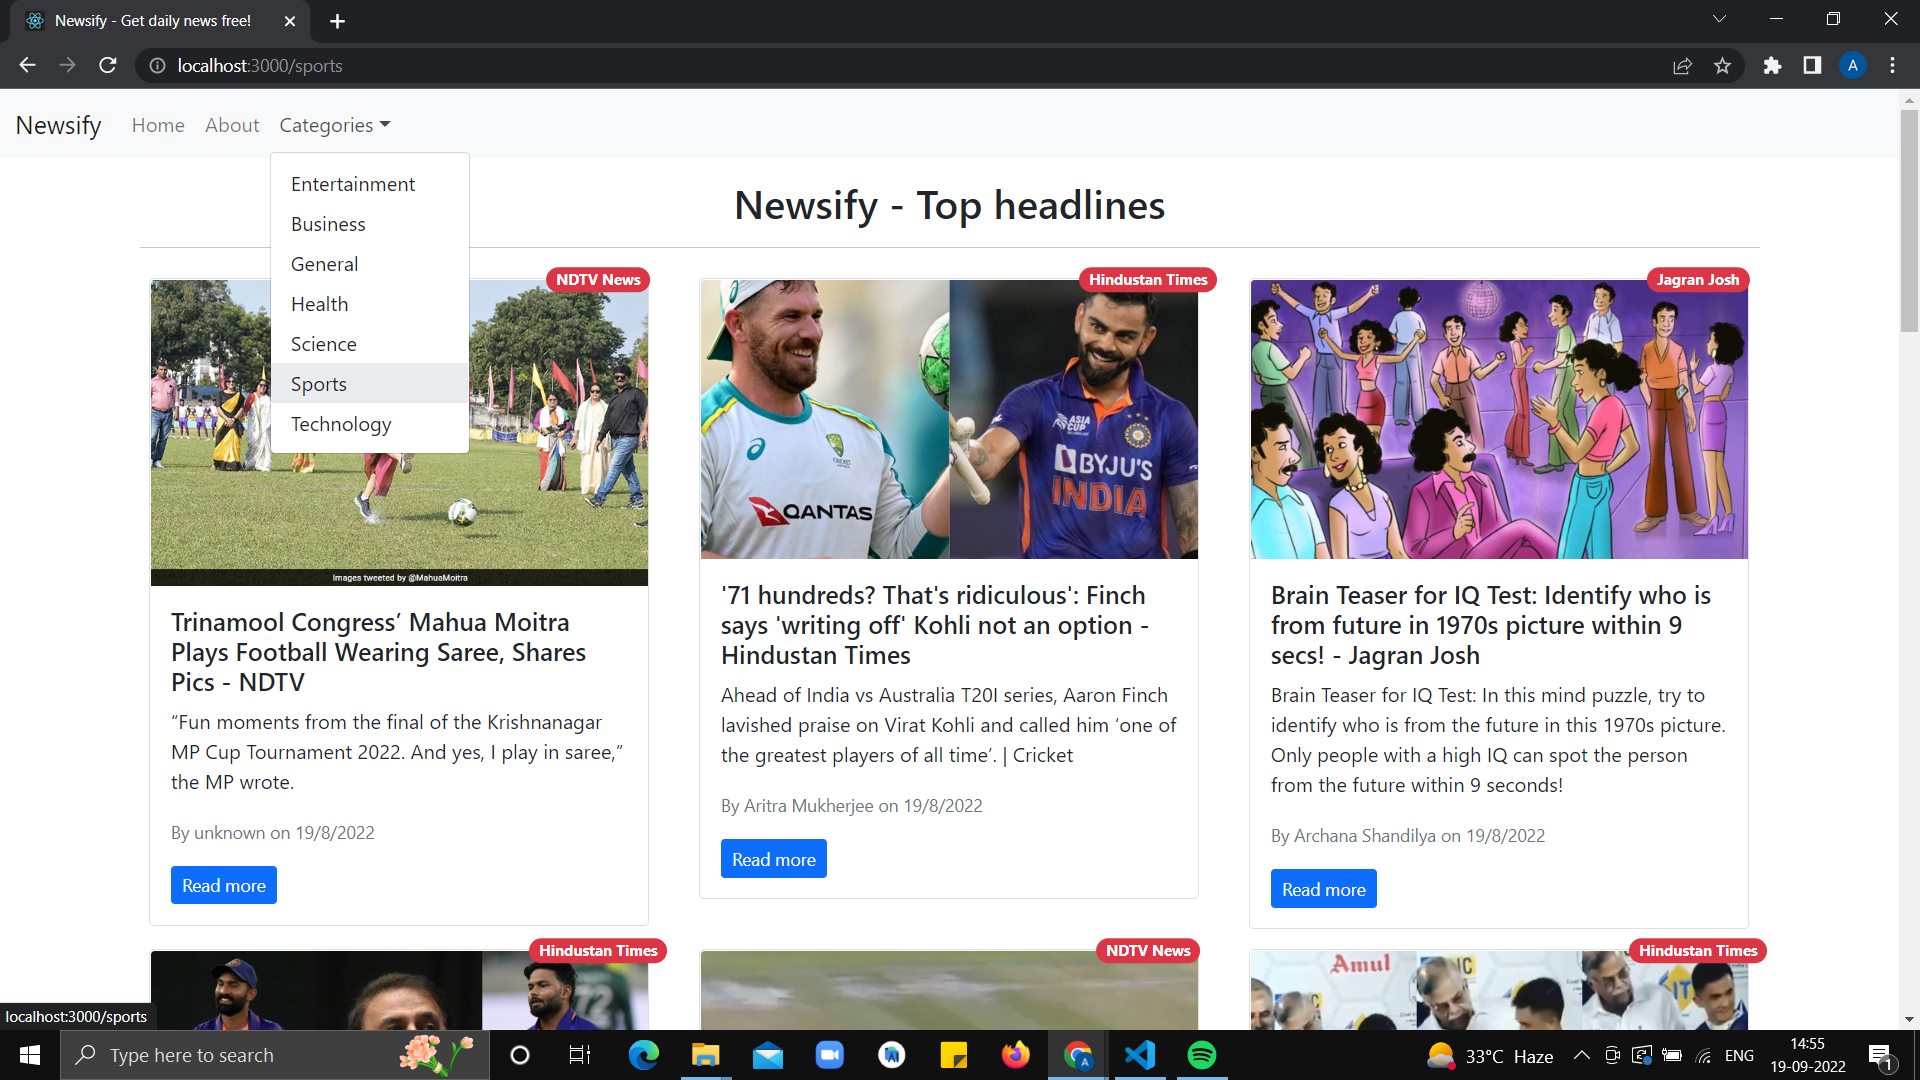 Newsify - Get daily news free!
localhost:3000/sports
A
Newsify
Home
About
Categories
Entertainment
Business
General
Health
Science
Sports
Technology
Newsify - Top headlines
NDTV News
Images tweeted by @MahuaMoitra
Trinamool Congress’ Mahua Moitra
Plays Football Wearing Saree, Shares
Pics - NDTV
“Fun moments from the final of the Krishnanagar
MP Cup Tournament 2022. And yes, I play in saree,”
the MP wrote.
By unknown on 19/8/2022
Read more
Hindustan Times
QANTAS
ASIA
CUP
BYJU'S
INDIA
'71 hundreds? That's ridiculous': Finch
says 'writing off' Kohli not an option -
Hindustan Times
Ahead of India vs Australia T20I series, Aaron Finch
lavished praise on Virat Kohli and called him ‘one of
the greatest players of all time’. | Cricket
By Aritra Mukherjee on 19/8/2022
Read more
Jagran Josh
Brain Teaser for IQ Test: Identify who is
from future in 1970s picture within 9
secs! - Jagran Josh
Brain Teaser for IQ Test: In this mind puzzle, try to
identify who is from the future in this 1970s picture.
Only people with a high IQ can spot the person
from the future within 9 seconds!
By Archana Shandilya on 19/8/2022
Read more
Hindustan Times
72
NDTV News
Hindustan Times
Amul
localhost:3000/sports
Type here to search
33°C Haze
ENG
14:55
19-09-2022
1